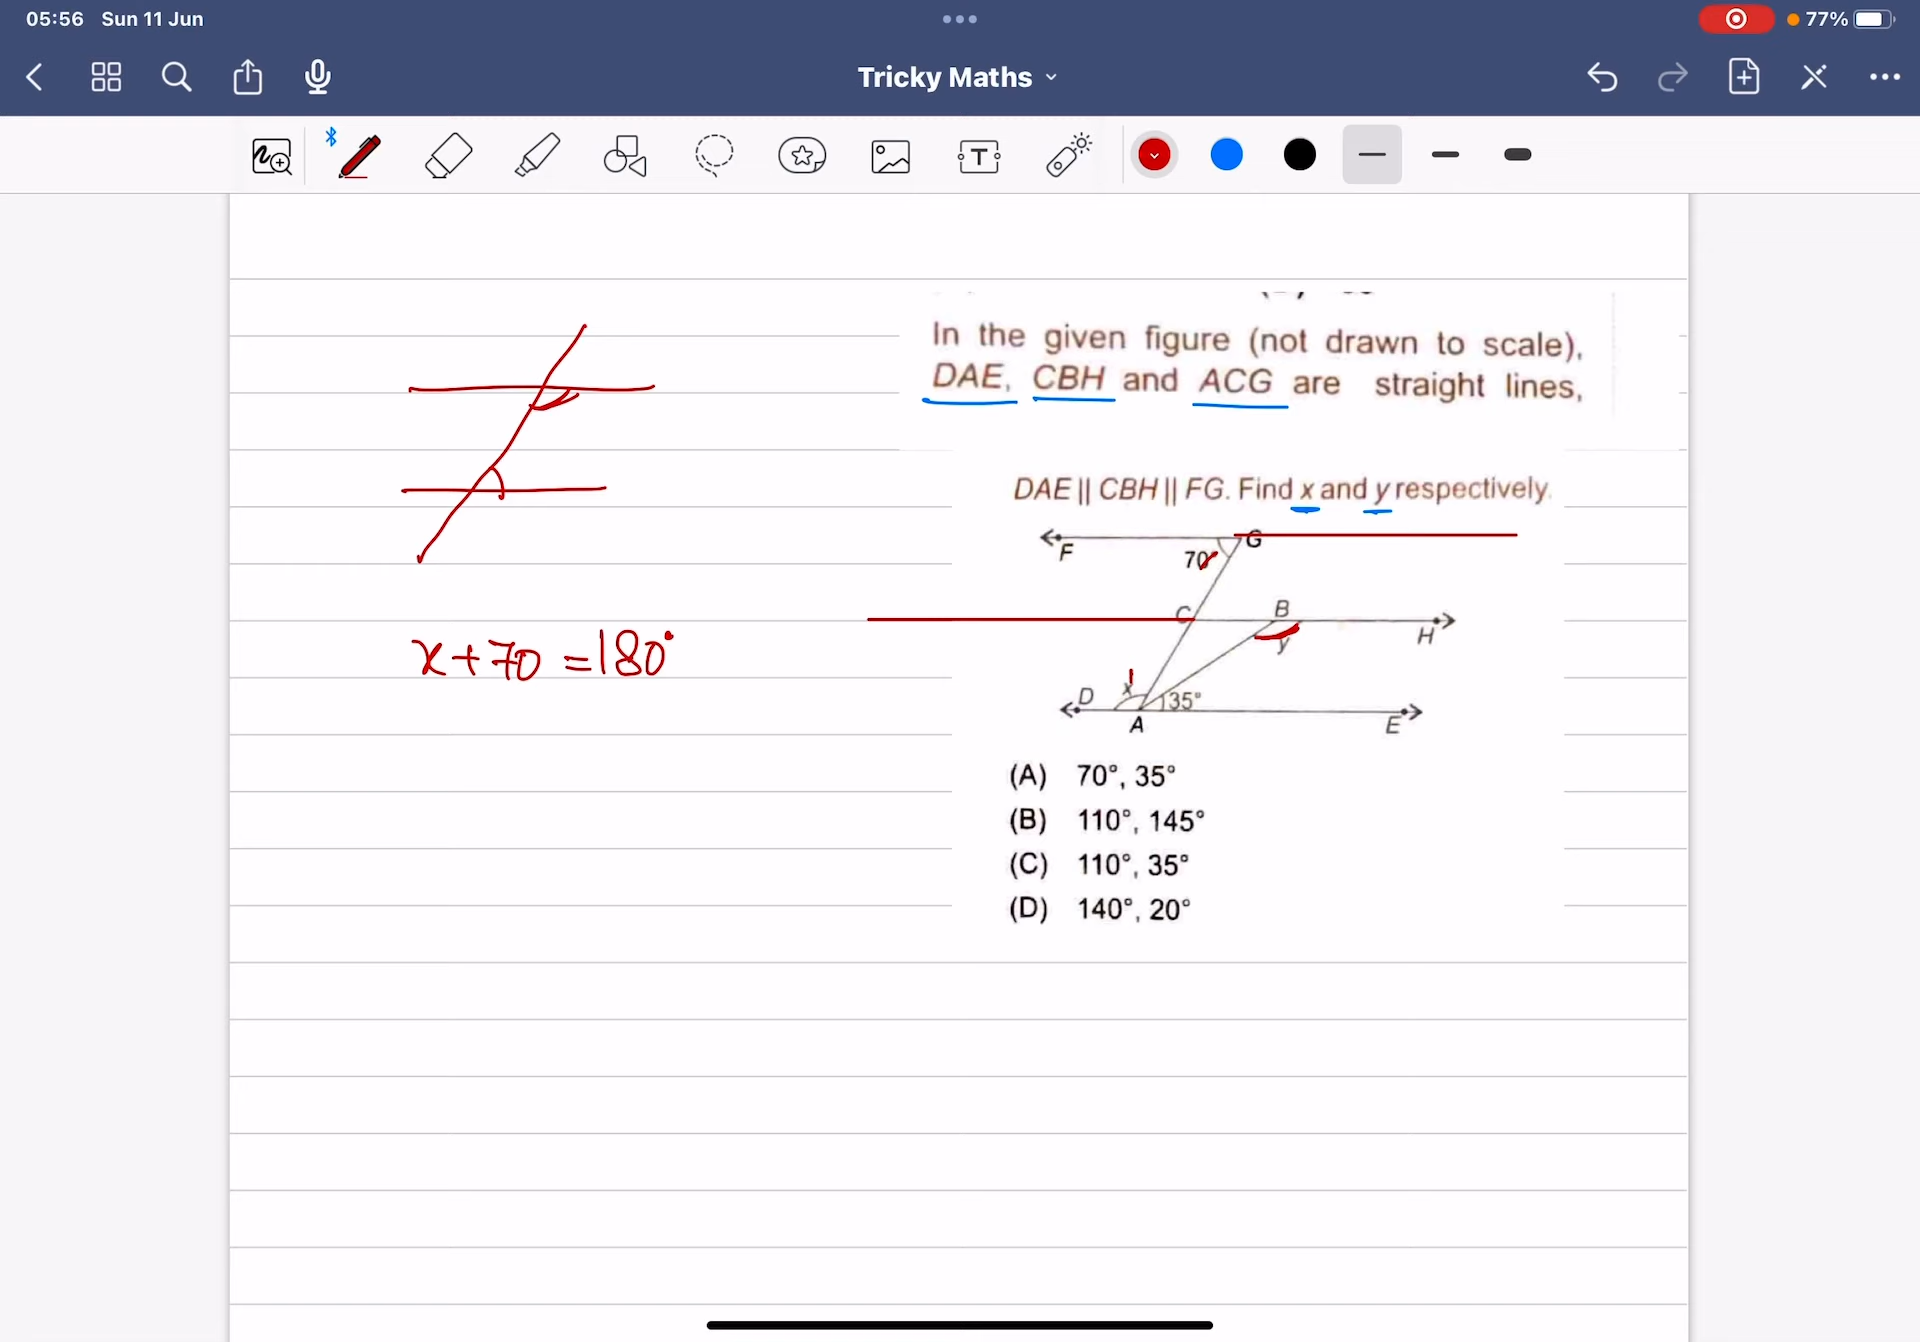 05:56 Sun 11 Jun
77%
Tricky Maths
T
In the given figure (not drawn to scale),
DAE, CBH and ACG are straight lines,
DAE || CBH || FG. Find x and y respectively.
F G
70
C B
H
y
x+70 =180°
D x 35°
A E
(A) 70°, 35°
(B) 110°, 145°
(C) 110°, 35°
(D) 140°, 20°